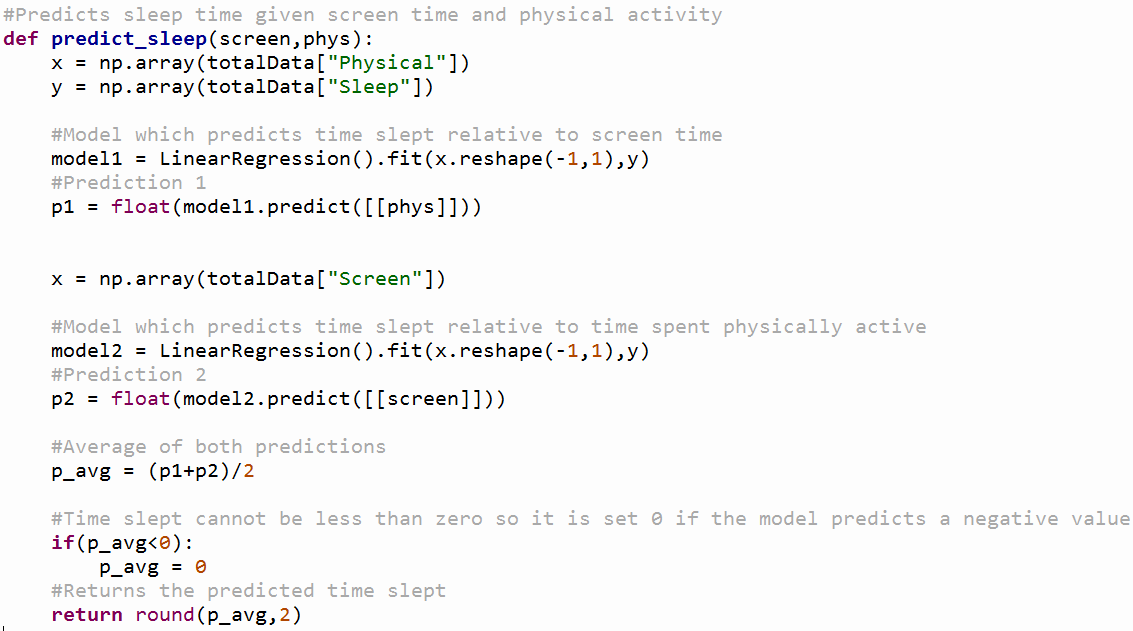 #Predicts sleep time given screen time and physical activity
def predict_sleep(screen,phys):
    x = np.array(totalData["Physical"])
    y = np.array(totalData["Sleep"])

    #Model which predicts time slept relative to screen time
    model1 = LinearRegression().fit(x.reshape(-1,1),y)
    #Prediction 1
    p1 = float(model1.predict([[phys]]))


    x = np.array(totalData["Screen"])

    #Model which predicts time slept relative to time spent physically active
    model2 = LinearRegression().fit(x.reshape(-1,1),y)
    #Prediction 2
    p2 = float(model2.predict([[screen]]))

    #Average of both predictions
    p_avg = (p1+p2)/2

    #Time slept cannot be less than zero so it is set 0 if the model predicts a negative value
    if(p_avg<0):
        p_avg = 0
    #Returns the predicted time slept
    return round(p_avg,2)